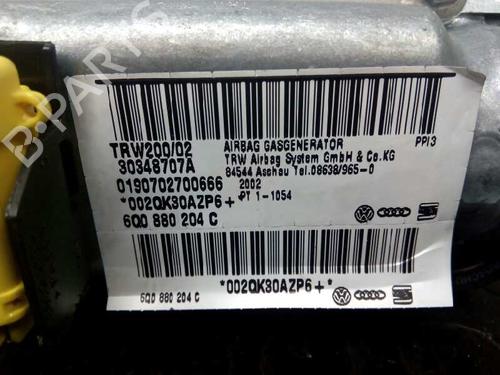 B-PARTS
TRW200/02
30348707A
0190702700666
*002QK30AZP6+
6Q0 880 204 C
AIRBAG GASGENERATOR
TRW Airbag System GmbH & Co.KG
84544 Aschau Tel.08638/965-0
2002
PY 1-1054
PPI3
6Q0 880 204 C
*002QK30AZP6+*